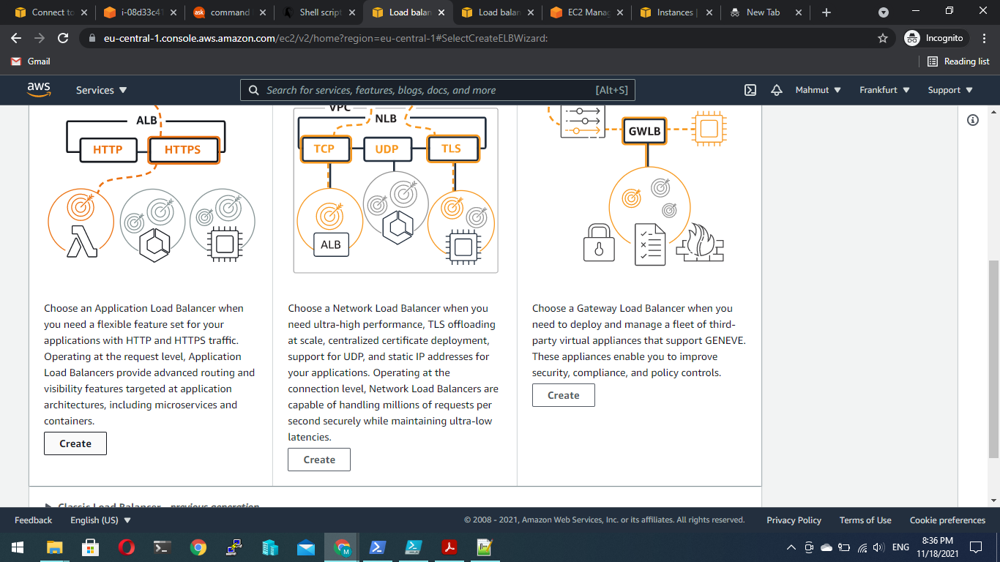 Connect to
i-08d33c41
ask command
Shell script
Load balan
Load balan
EC2 Manag
Instances |
New Tab
eu-central-1.console.aws.amazon.com/ec2/v2/home?region=eu-central-1#SelectCreateELBWizard:
Incognito
Gmail
Reading list
aws
Services
Search for services, features, blogs, docs, and more
[Alt+S]
Mahmut
Frankfurt
Support
ALB
HTTP
HTTPS
VPC
NLB
TCP
UDP
TLS
ALB
GWLB
Choose an Application Load Balancer when
you need a flexible feature set for your
applications with HTTP and HTTPS traffic.
Operating at the request level, Application
Load Balancers provide advanced routing and
visibility features targeted at application
architectures, including microservices and
containers.
Create
Choose a Network Load Balancer when you
need ultra-high performance, TLS offloading
at scale, centralized certificate deployment,
support for UDP, and static IP addresses for
your applications. Operating at the
connection level, Network Load Balancers are
capable of handling millions of requests per
second securely while maintaining ultra-low
latencies.
Create
Choose a Gateway Load Balancer when you
need to deploy and manage a fleet of third-
party virtual appliances that support GENEVE.
These appliances enable you to improve
security, compliance, and policy controls.
Create
Classic Load Balancer - previous generation
Feedback
English (US)
© 2008 - 2021, Amazon Web Services, Inc. or its affiliates. All rights reserved.
Privacy Policy
Terms of Use
Cookie preferences
ENG
8:36 PM
11/18/2021